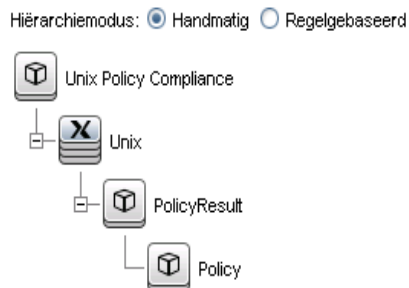 Hiërarchiemodus: Handmatig Regelgebaseerd
Unix Policy Compliance
Unix
PolicyResult
Policy